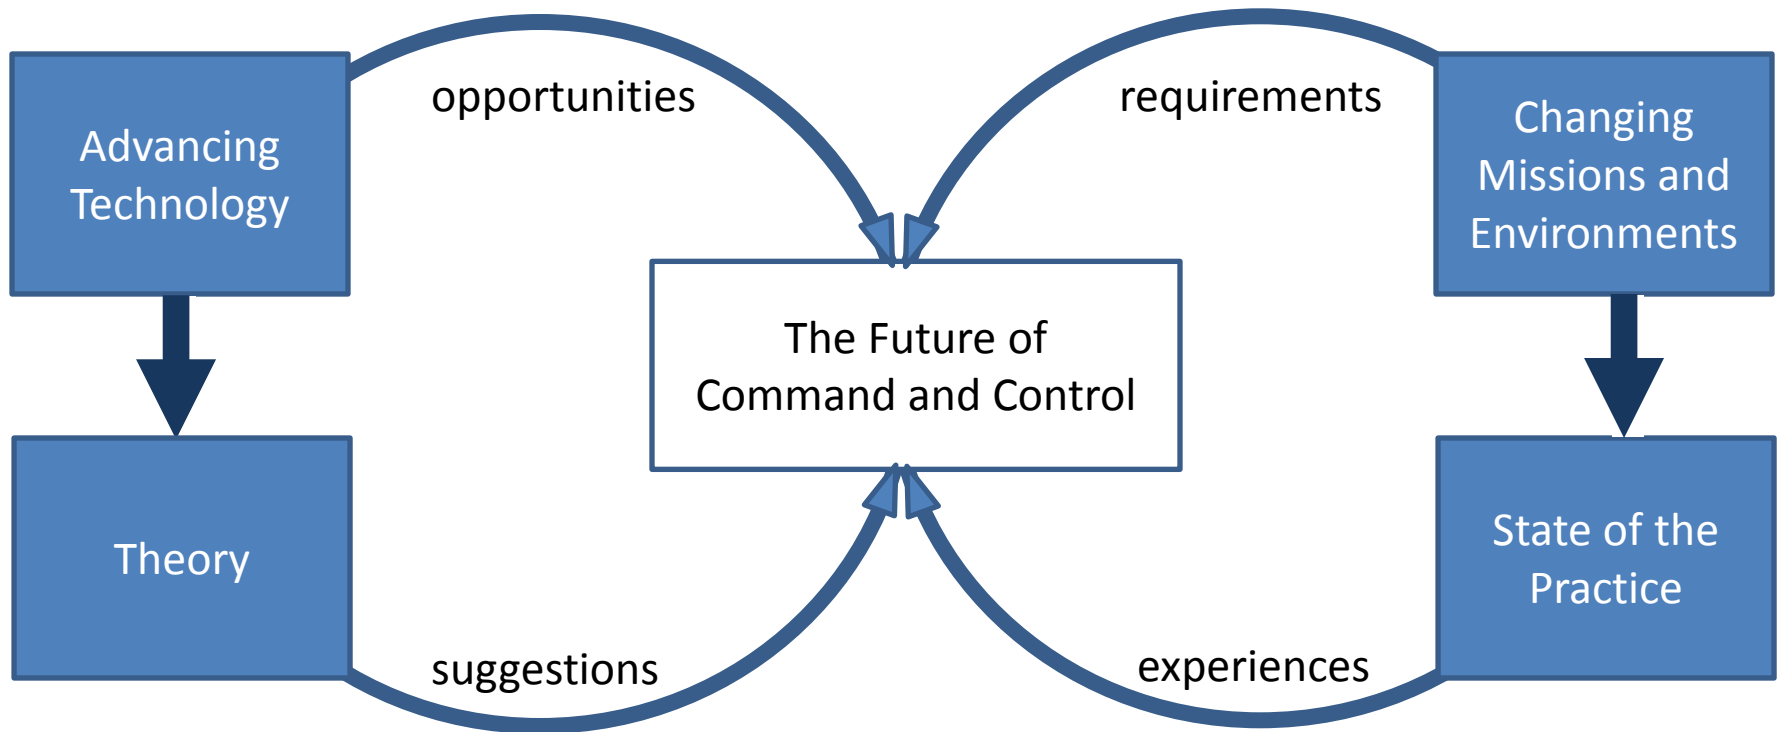 opportunities
requirements
Advancing
Technology
Changing
Missions and
Environments
The Future of
Command and Control
Theory
State of the
Practice
suggestions
experiences